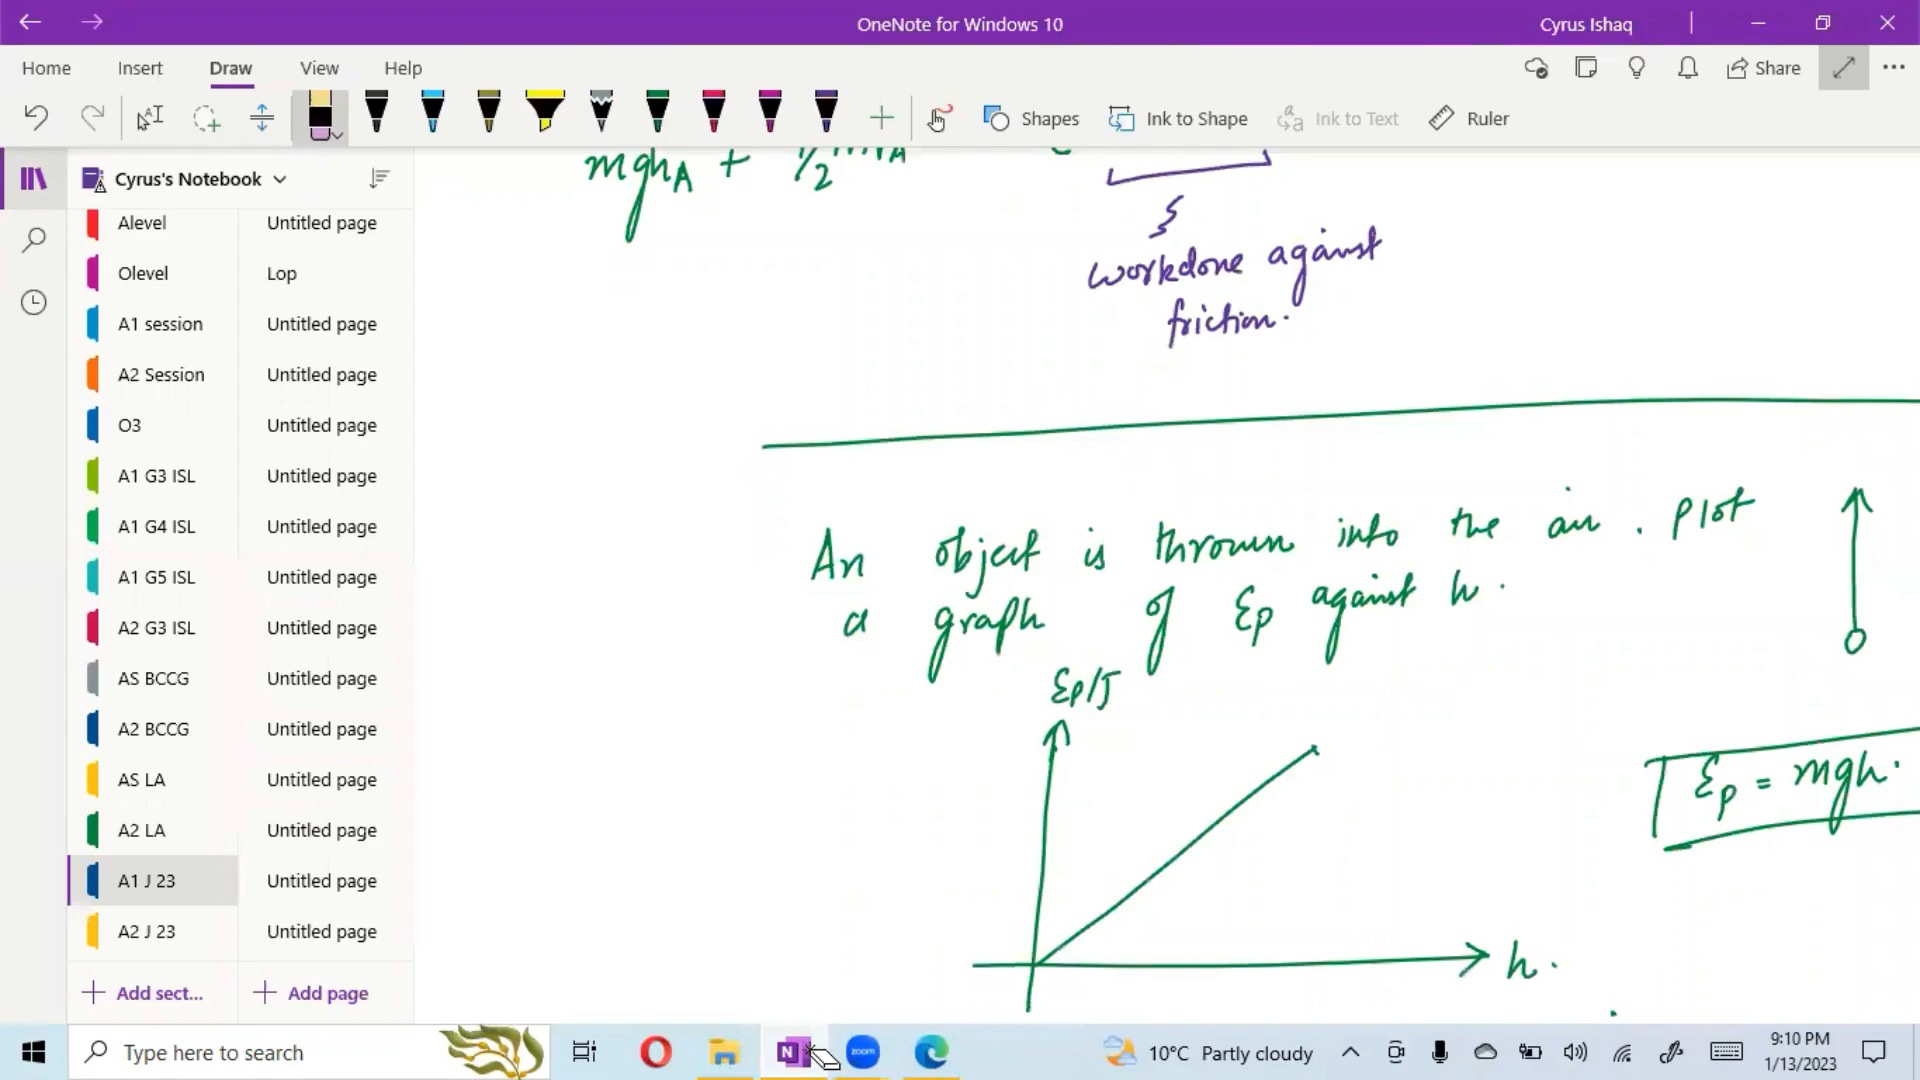 OneNote for Windows 10
Cyrus Ishaq
Home Insert Draw View Help
Share
Shapes Ink to Shape Ink to Text Ruler
Cyrus's Notebook
Alevel Untitled page
Olevel Lop
A1 session Untitled page
A2 Session Untitled page
O3 Untitled page
A1 G3 ISL Untitled page
A1 G4 ISL Untitled page
A1 G5 ISL Untitled page
A2 G3 ISL Untitled page
AS BCCG Untitled page
A2 BCCG Untitled page
AS LA Untitled page
A2 LA Untitled page
A1 J 23 Untitled page
A2 J 23 Untitled page
Add sect... Add page
mghA + 1/2
workdone against
friction.
An object is thrown into the air. Plot
a graph of Ep against h.
Ep/J
Ep = mgh.
h.
Type here to search
zoom
10°C Partly cloudy
9:10 PM
1/13/2023